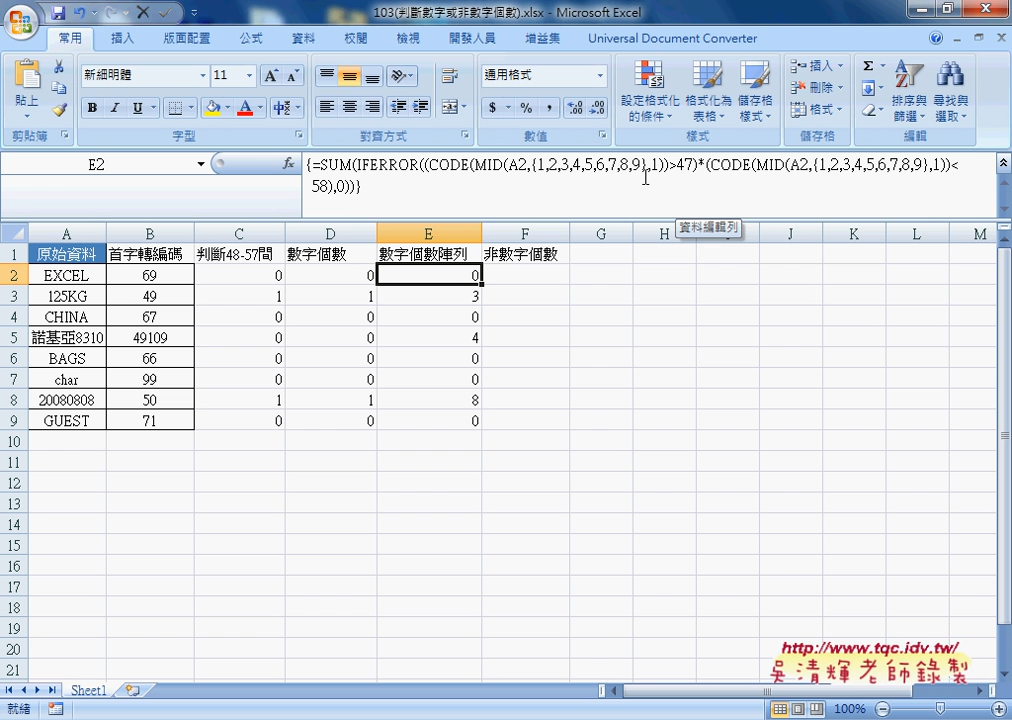 103(判斷數字或非數字個數).xlsx - Microsoft Excel
常用 插入 版面配置 公式 資料 校閱 檢視 開發人員 增益集 Universal Document Converter
新細明體 11 A A 通用格式
貼上 B I U $ % , 設定格式化的條件 格式化為表格 儲存格樣式 插入 刪除 格式 Σ 排序與篩選 尋找與選取
剪貼簿 字型 對齊方式 數值 樣式 儲存格 編輯
E2 fx {=SUM(IFERROR((CODE(MID(A2,{1,2,3,4,5,6,7,8,9},1))>47)*(CODE(MID(A2,{1,2,3,4,5,6,7,8,9},1))<
58),0))}
資料編輯列
A B C D E F G H I J K L M
1 原始資料 首字轉編碼 判斷48-57間 數字個數 數字個數陣列 非數字個數
2 EXCEL 69 0 0 0
3 125KG 49 1 1 3
4 CHINA 67 0 0 0
5 諾基亞8310 49109 0 0 4
6 BAGS 66 0 0 0
7 char 99 0 0 0
8 20080808 50 1 1 8
9 GUEST 71 0 0 0
10
11
12
13
14
15
16
17
18
19
20
21
http://www.tqc.idv.tw/
吳清輝老師錄製
Sheet1
就緒 100%